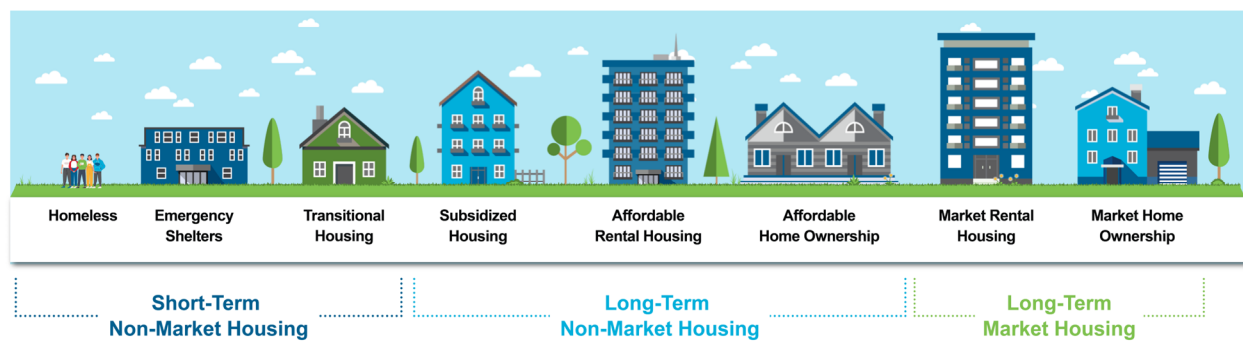 Homeless
Emergency
Shelters
Transitional
Housing
Subsidized
Housing
Affordable
Rental Housing
Affordable
Home Ownership
Market Rental
Housing
Market Home
Ownership
Short-Term
Non-Market Housing
Long-Term
Non-Market Housing
Long-Term
Market Housing